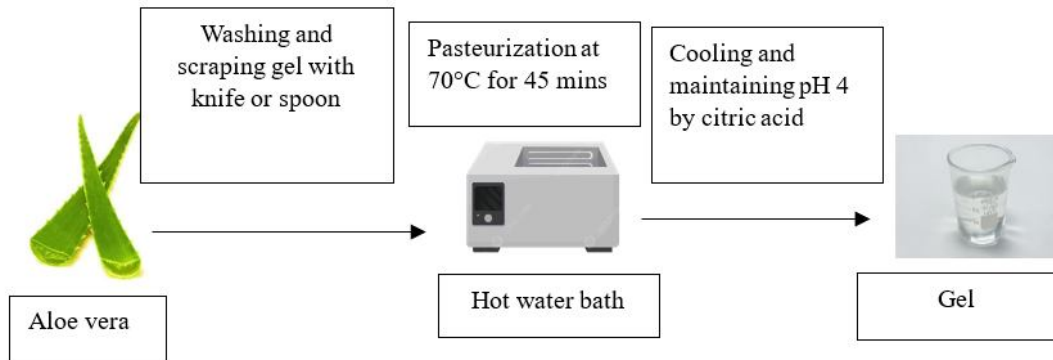 Washing and
scraping gel with
knife or spoon
Pasteurization at
70°C for 45 mins
Cooling and
maintaining pH 4
by citric acid
Aloe vera
Hot water bath
Gel